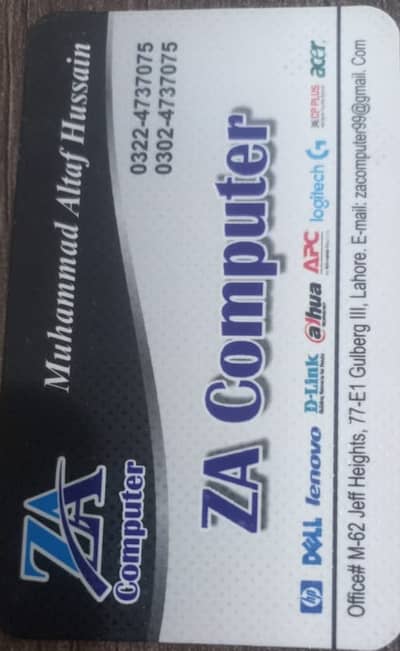 ZA
Computer
Muhammad Altaf Hussain
0322-4737075
0302-4737075
ZA Computer
hp DELL lenovo D-Link alhua APC logitech G CP PLUS acer
Office# M-62 Jeff Heights, 77-E1 Gulberg III, Lahore. E-mail: zacomputer99@gmail. Com